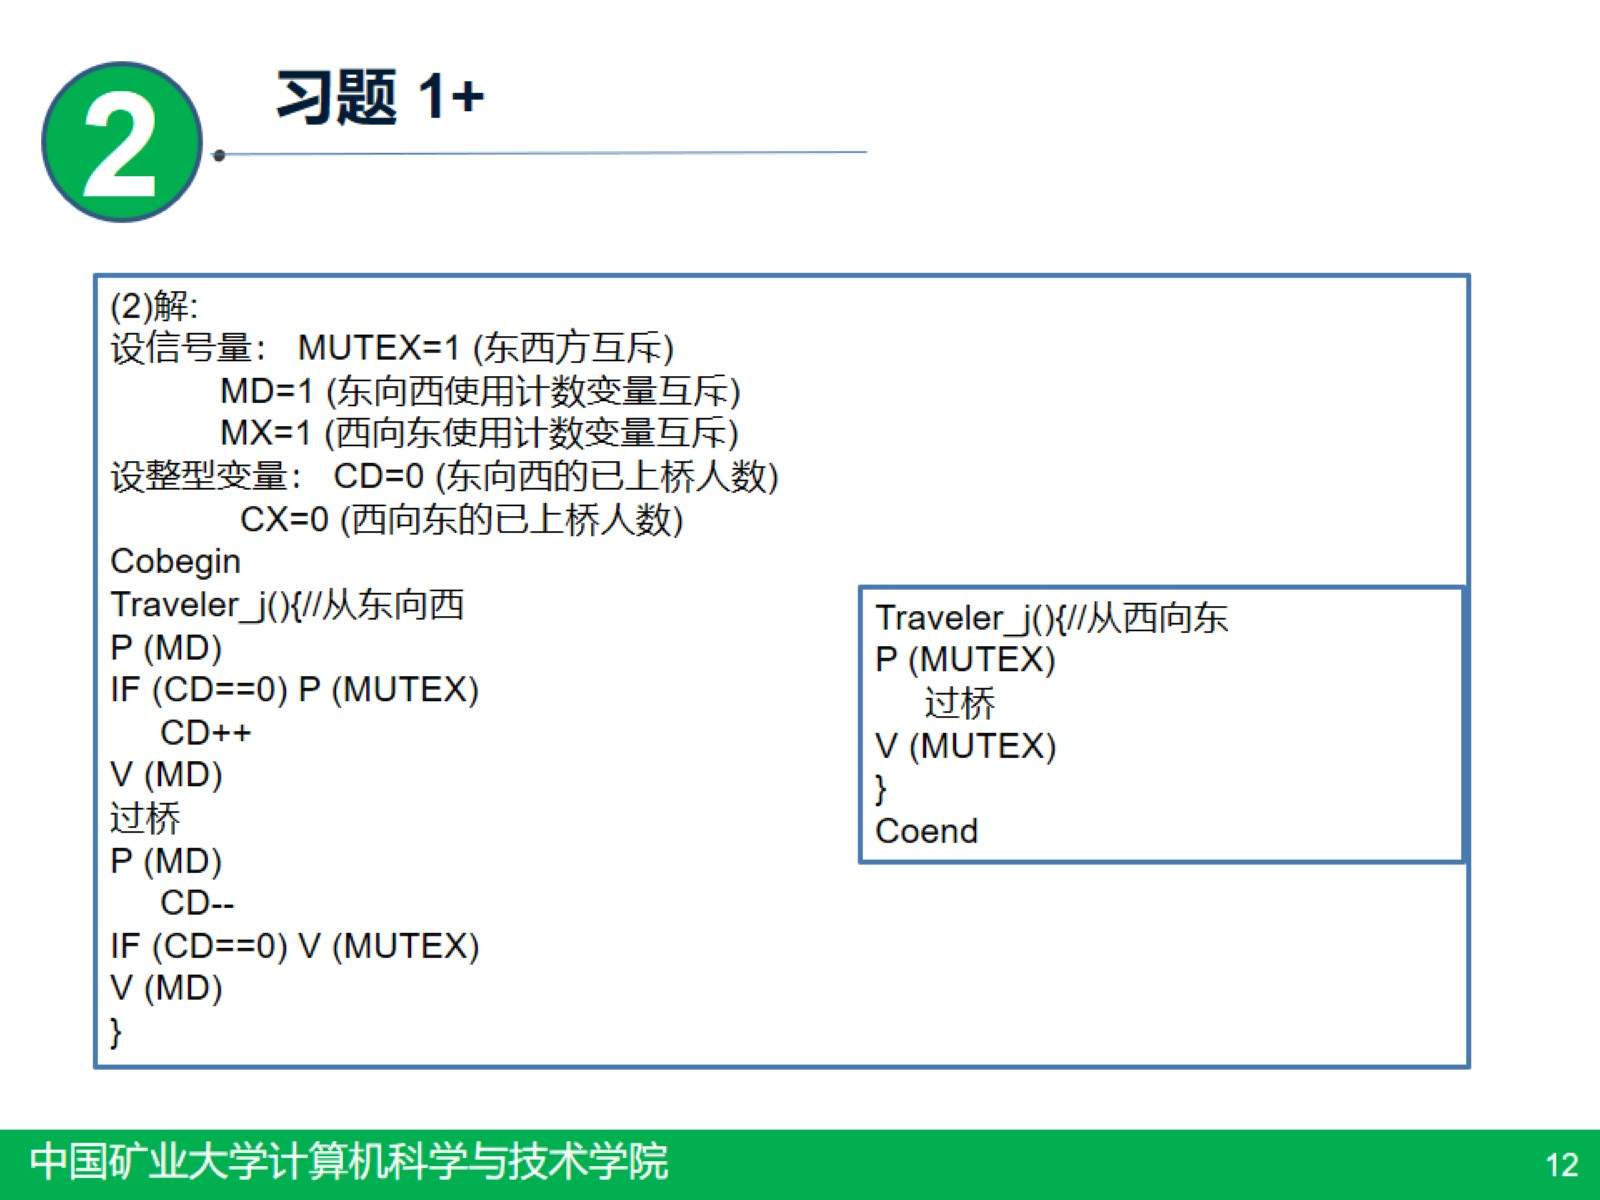 2
习题 1+
(2)解:
设信号量： MUTEX=1 (东西方互斥)
MD=1 (东向西使用计数变量互斥)
MX=1 (西向东使用计数变量互斥)
设整型变量： CD=0 (东向西的已上桥人数)
CX=0 (西向东的已上桥人数)
Cobegin
Traveler_j(){//从东向西
P (MD)
IF (CD==0) P (MUTEX)
CD++
V (MD)
过桥
P (MD)
CD--
IF (CD==0) V (MUTEX)
V (MD)
}
Traveler_j(){//从西向东
P (MUTEX)
过桥
V (MUTEX)
}
Coend
中国矿业大学计算机科学与技术学院
12